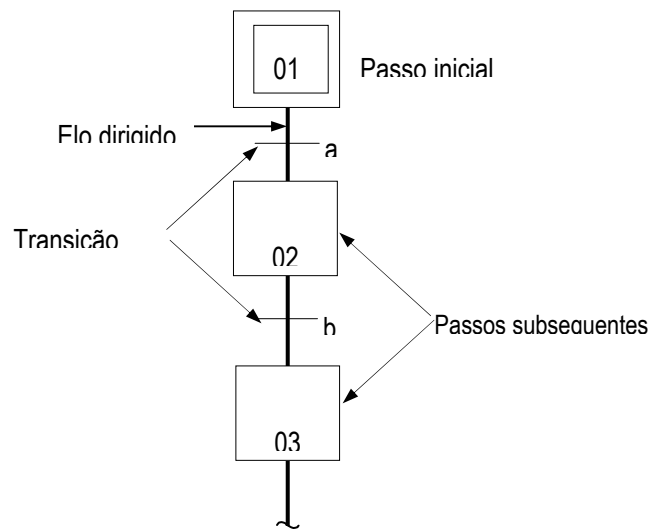 01
Passo inicial
Elo dirigido
a
Transição
02
b
Passos subsequentes
03